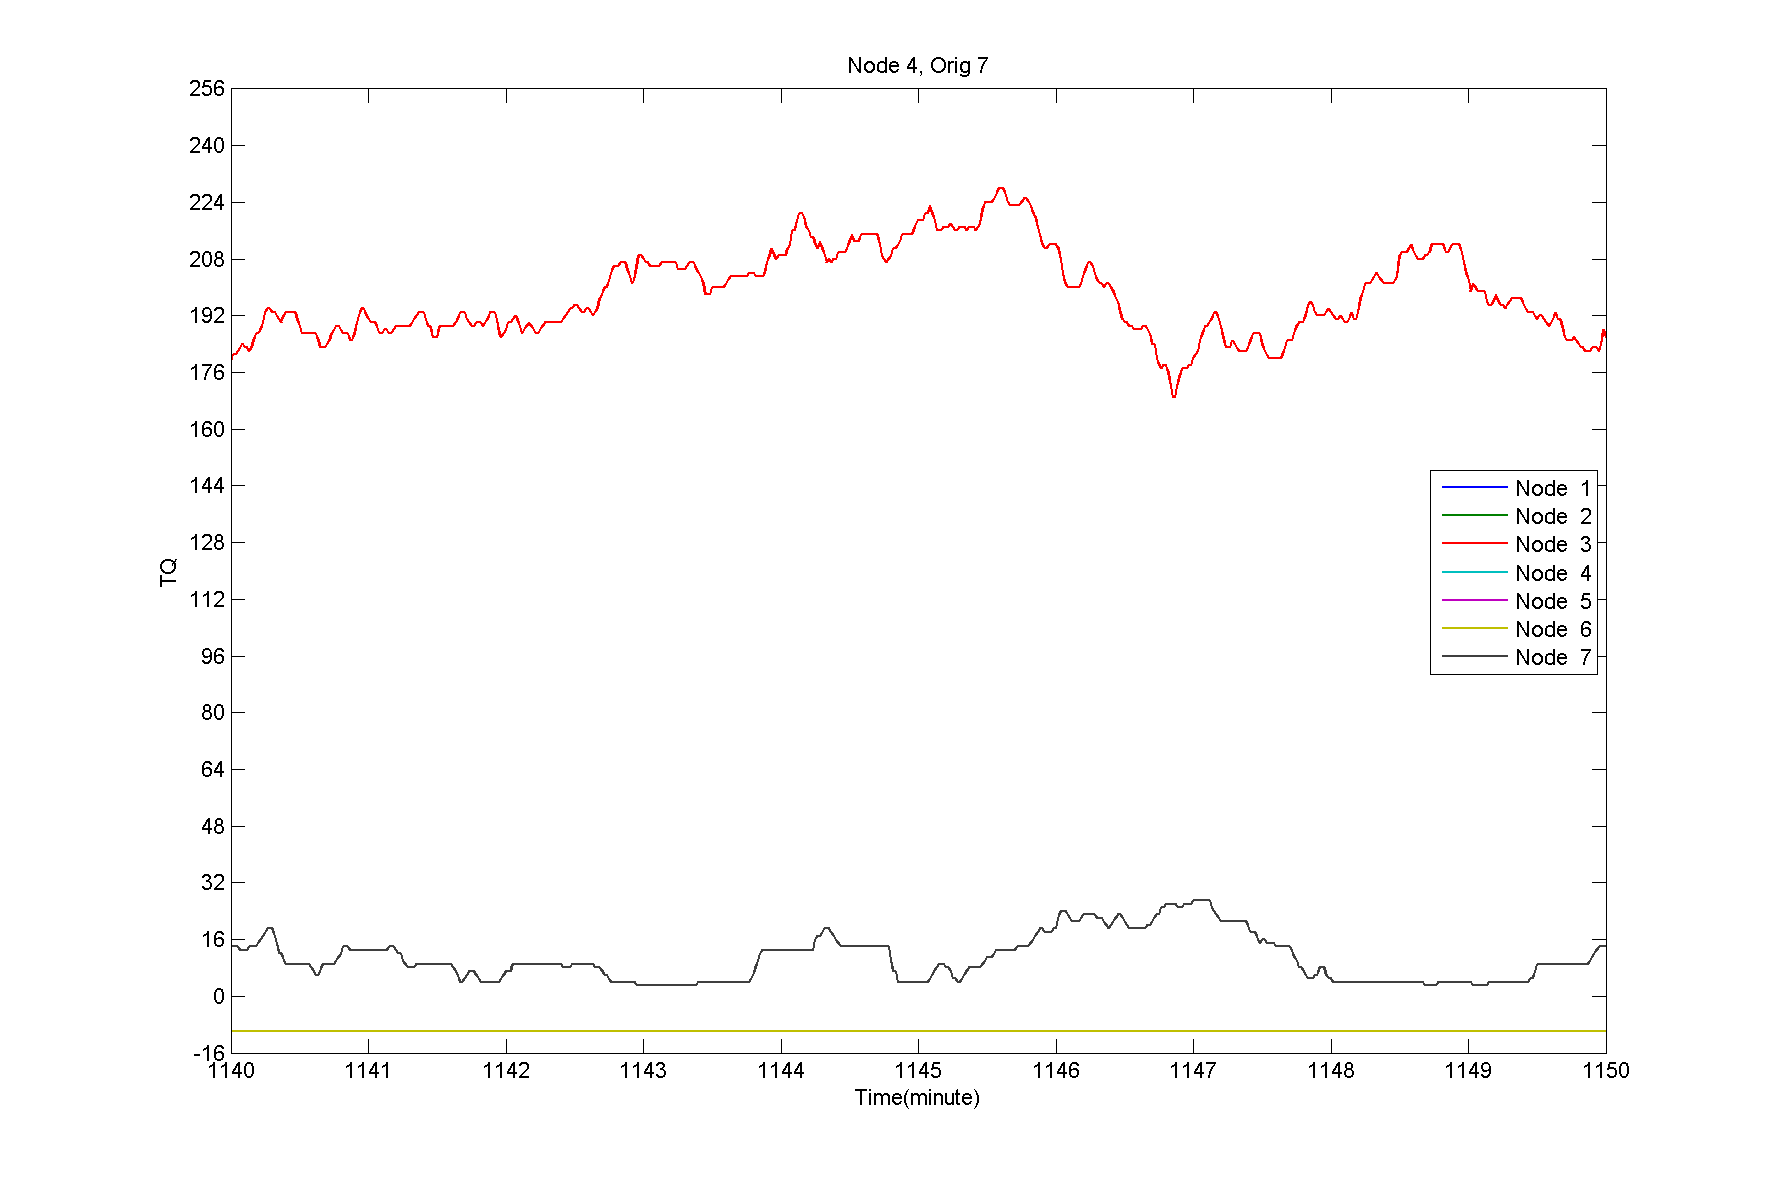 Node 4, Orig 7
256
240
224
208
192
176
160
144
128
112
96
80
64
48
32
16
0
-16
TQ
Node 1
Node 2
Node 3
Node 4
Node 5
Node 6
Node 7
1140 1141 1142 1143 1144 1145 1146 1147 1148 1149 1150
Time(minute)